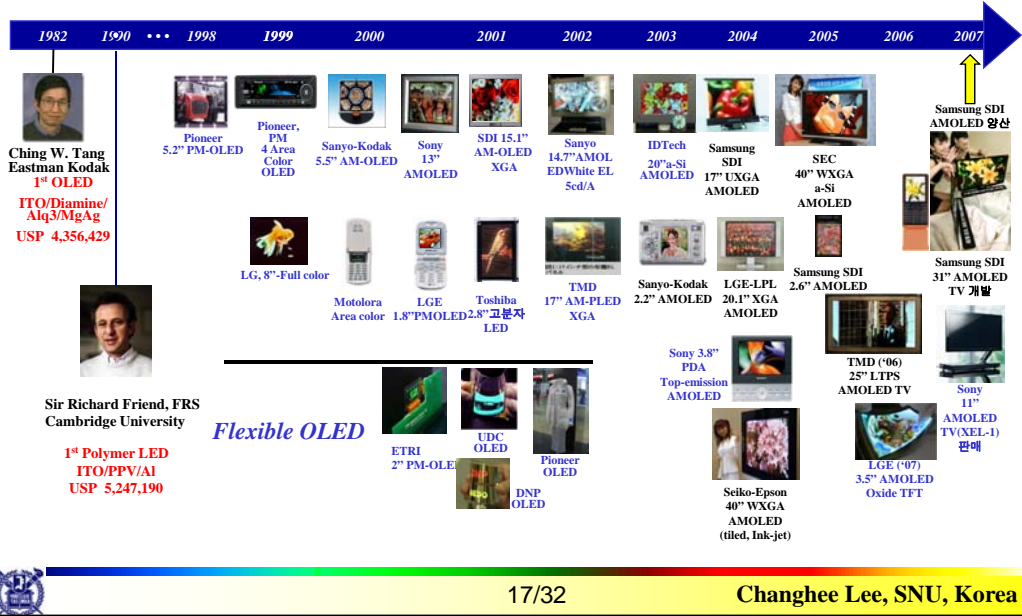 1982
1990
• • •
1998
1999
2000
2001
2002
2003
2004
2005
2006
2007
Ching W. Tang
Eastman Kodak
1st OLED
ITO/Diamine/
Alq3/MgAg
USP 4,356,429
Pioneer
5.2” PM-OLED
Pioneer,
PM
4 Area
Color
OLED
Sanyo-Kodak
5.5” AM-OLED
Sony
13”
AMOLED
SDI 15.1”
AM-OLED
XGA
Sanyo
14.7”AMOL
EDWhite EL
5cd/A
IDTech
20”a-Si
AMOLED
Samsung
SDI
17” UXGA
AMOLED
SEC
40” WXGA
a-Si
AMOLED
Samsung SDI
AMOLED 양산
LG, 8”-Full color
Motolora
Area color
LGE
1.8”PMOLED
Toshiba
2.8”고분자
LED
TMD
17” AM-PLED
XGA
Sanyo-Kodak
2.2” AMOLED
LGE-LPL
20.1” XGA
AMOLED
Samsung SDI
2.6” AMOLED
Samsung SDI
31” AMOLED
TV 개발
Sir Richard Friend, FRS
Cambridge University
1st Polymer LED
ITO/PPV/Al
USP 5,247,190
Flexible OLED
ETRI
2” PM-OLE
UDC
OLED
DNP
OLED
Pioneer
OLED
Sony 3.8”
PDA
Top-emission
AMOLED
Seiko-Epson
40” WXGA
AMOLED
(tiled, Ink-jet)
TMD (‘06)
25” LTPS
AMOLED TV
LGE (‘07)
3.5” AMOLED
Oxide TFT
Sony
11”
AMOLED
TV(XEL-1)
판매
17/32
Changhee Lee, SNU, Korea